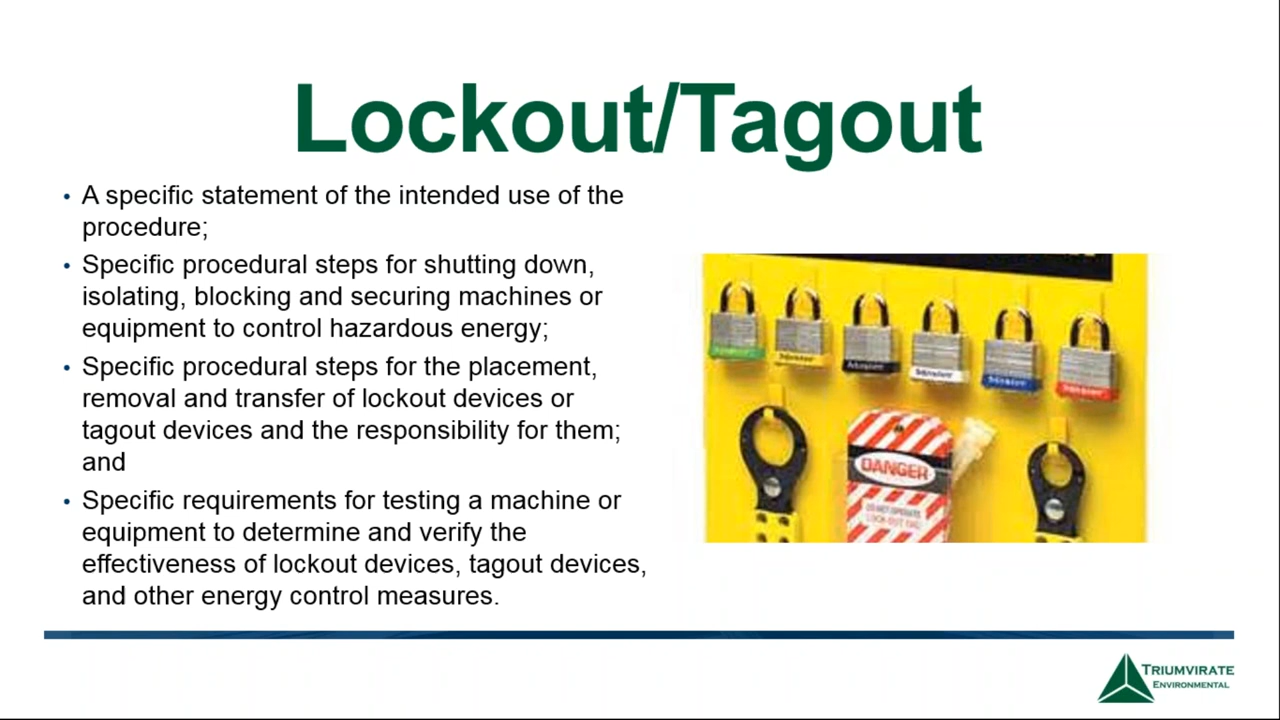 Lockout/Tagout
• A specific statement of the intended use of the
procedure;
• Specific procedural steps for shutting down,
isolating, blocking and securing machines or
equipment to control hazardous energy;
• Specific procedural steps for the placement,
removal and transfer of lockout devices or
tagout devices and the responsibility for them;
and
• Specific requirements for testing a machine or
equipment to determine and verify the
effectiveness of lockout devices, tagout devices,
and other energy control measures.
DANGER
DO NOT OPERATE
TRIUMVIRATE
ENVIRONMENTAL